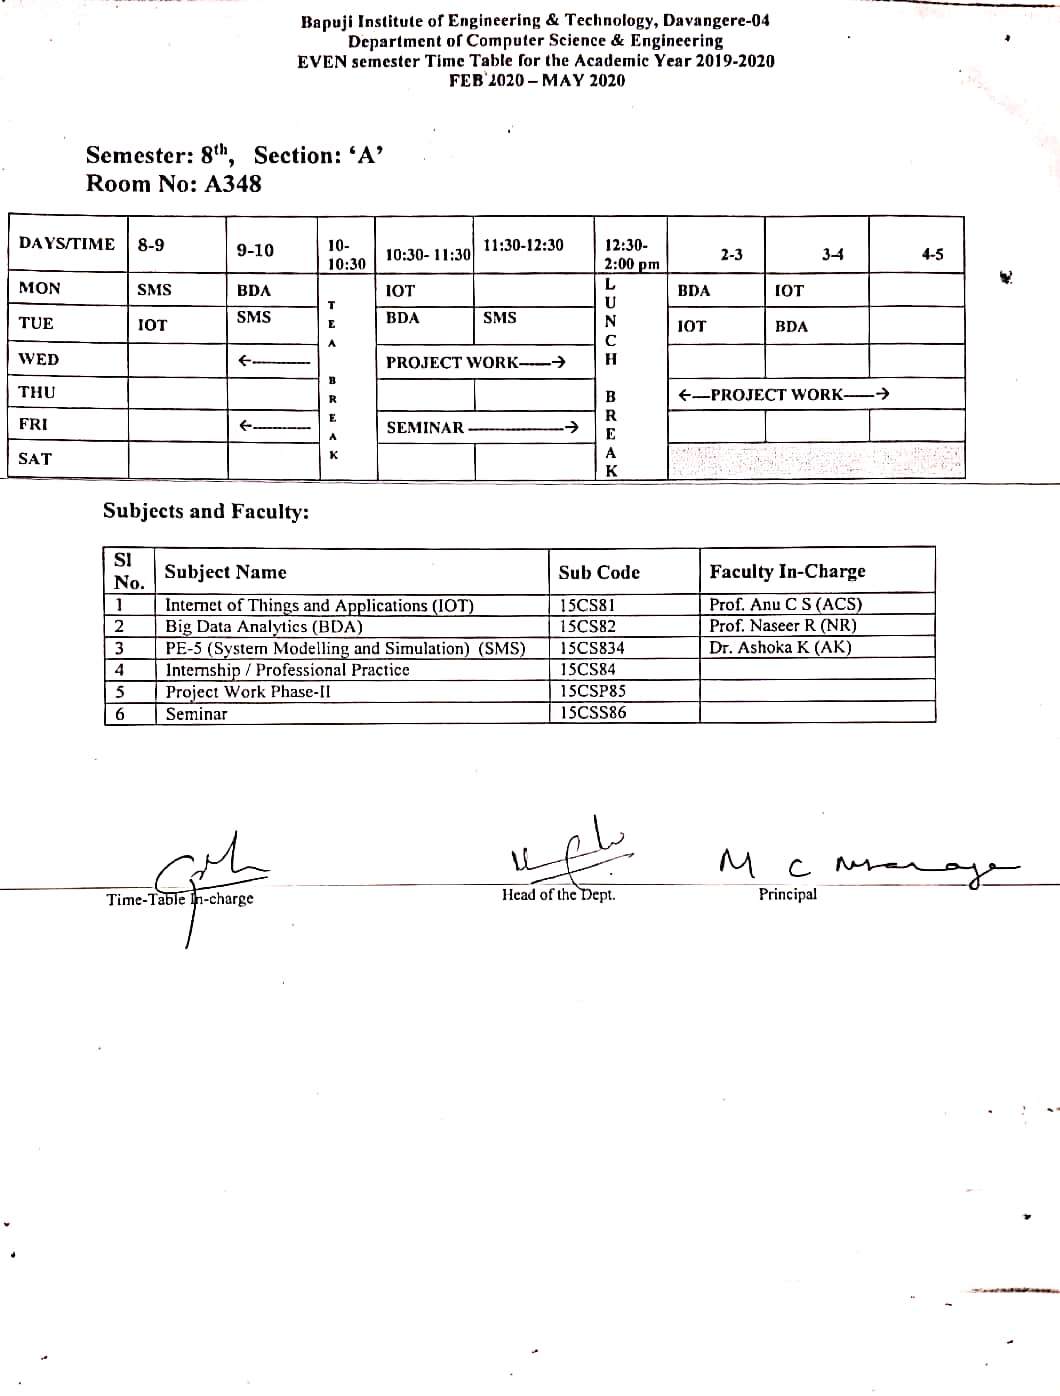 Bapuji Institute of Engineering & Technology, Davangere-04
Department of Computer Science & Engineering
EVEN semester Time Table for the Academic Year 2019-2020
FEB 2020 – MAY 2020
Semester: 8th, Section: ‘A’
Room No: A348
DAYS/TIME 8-9 9-10 10-10:30 10:30- 11:30 11:30-12:30 12:30-2:00 pm 2-3 3-4 4-5
MON SMS BDA IOT BDA IOT
TUE IOT SMS BDA SMS IOT BDA
WED ←--------- PROJECT WORK-----→
THU ←—PROJECT WORK-----→
FRI ←--------- SEMINAR ---------------→
SAT
TEA BREAK
LUNCH BREAK
Subjects and Faculty:
Sl No. Subject Name Sub Code Faculty In-Charge
1 Internet of Things and Applications (IOT) 15CS81 Prof. Anu C S (ACS)
2 Big Data Analytics (BDA) 15CS82 Prof. Naseer R (NR)
3 PE-5 (System Modelling and Simulation) (SMS) 15CS834 Dr. Ashoka K (AK)
4 Internship / Professional Practice 15CS84
5 Project Work Phase-II 15CSP85
6 Seminar 15CSS86
M C
Time-Table In-charge Head of the Dept. Principal